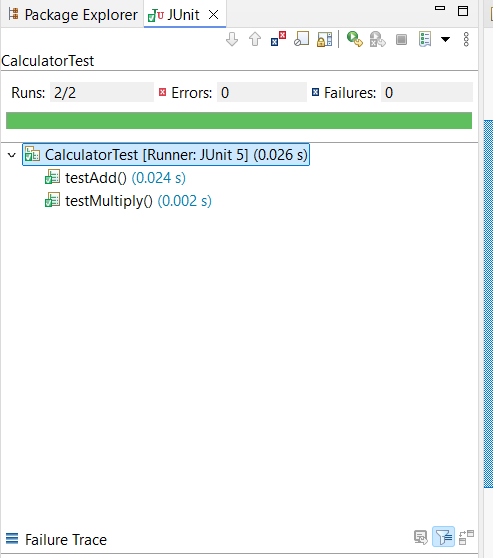 Package Explorer JUnit
CalculatorTest
Runs: 2/2 Errors: 0 Failures: 0
CalculatorTest [Runner: JUnit 5] (0.026 s)
testAdd() (0.024 s)
testMultiply() (0.002 s)
Failure Trace